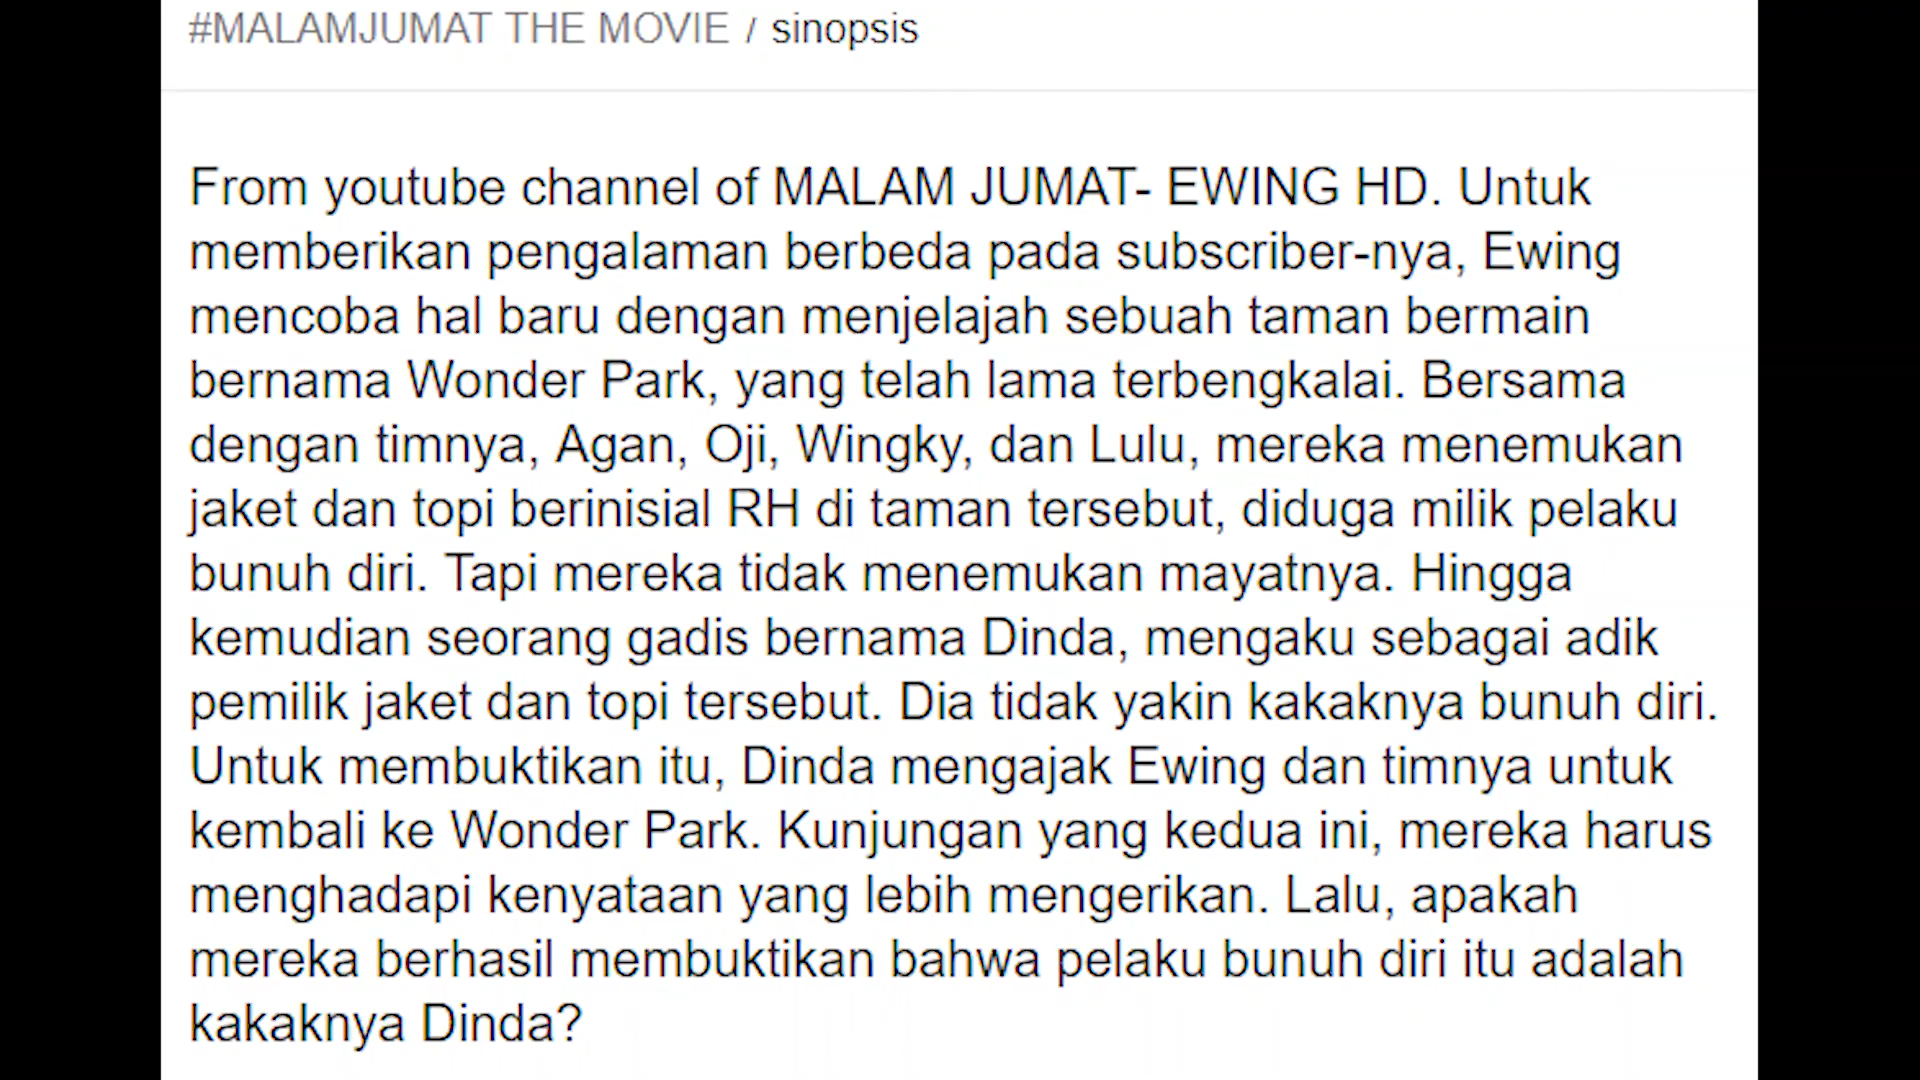 #MALAMJUMAT THE MOVIE / sinopsis
From youtube channel of MALAM JUMAT- EWING HD. Untuk
memberikan pengalaman berbeda pada subscriber-nya, Ewing
mencoba hal baru dengan menjelajah sebuah taman bermain
bernama Wonder Park, yang telah lama terbengkalai. Bersama
dengan timnya, Agan, Oji, Wingky, dan Lulu, mereka menemukan
jaket dan topi berinisial RH di taman tersebut, diduga milik pelaku
bunuh diri. Tapi mereka tidak menemukan mayatnya. Hingga
kemudian seorang gadis bernama Dinda, mengaku sebagai adik
pemilik jaket dan topi tersebut. Dia tidak yakin kakaknya bunuh diri.
Untuk membuktikan itu, Dinda mengajak Ewing dan timnya untuk
kembali ke Wonder Park. Kunjungan yang kedua ini, mereka harus
menghadapi kenyataan yang lebih mengerikan. Lalu, apakah
mereka berhasil membuktikan bahwa pelaku bunuh diri itu adalah
kakaknya Dinda?